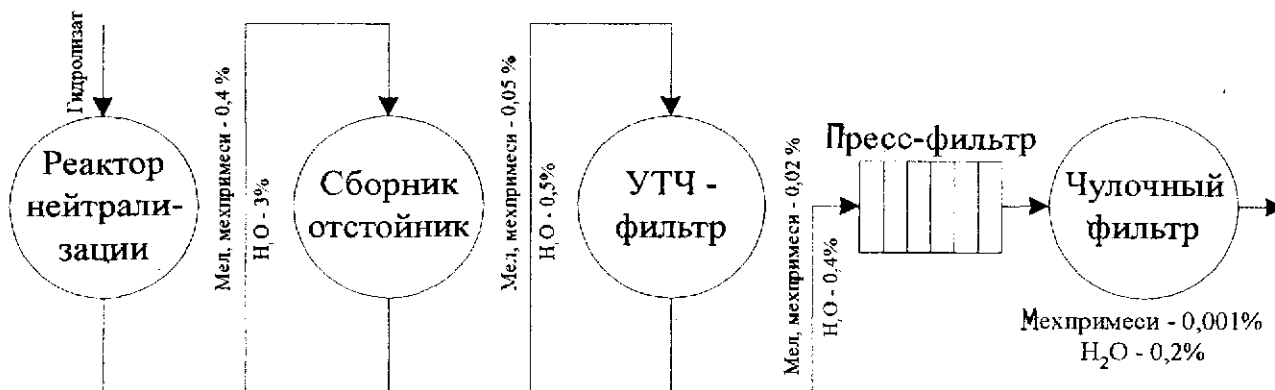 Гидролизат
Реактор
нейтрали-
зации
Мел, мехпримеси - 0,4 %
H₂O - 3%
Сборник
отстойник
Мел, мехпримеси - 0,05 %
H₂O - 0,5%
УТЧ -
фильтр
Мел, мехпримеси - 0,02 %
H₂O - 0,4%
Пресс-фильтр
Чулочный
фильтр
Мехпримеси - 0,001%
H₂O - 0,2%